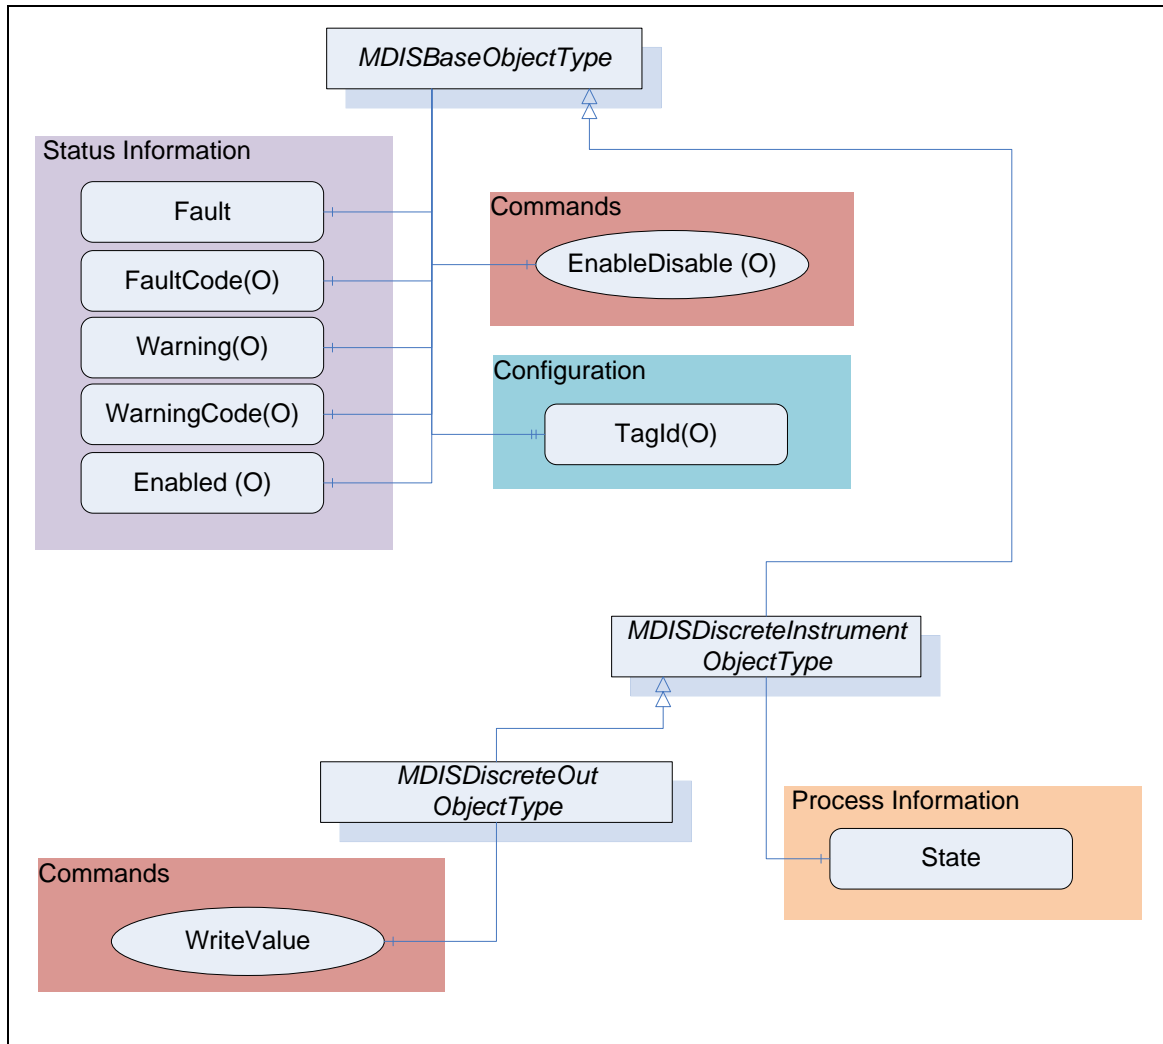 MDISBaseObjectType
Status Information
Fault
FaultCode(O)
Warning(O)
WarningCode(O)
Enabled (O)
Commands
EnableDisable (O)
Configuration
TagId(O)
MDISDiscreteInstrument
ObjectType
MDISDiscreteOut
ObjectType
Process Information
State
Commands
WriteValue